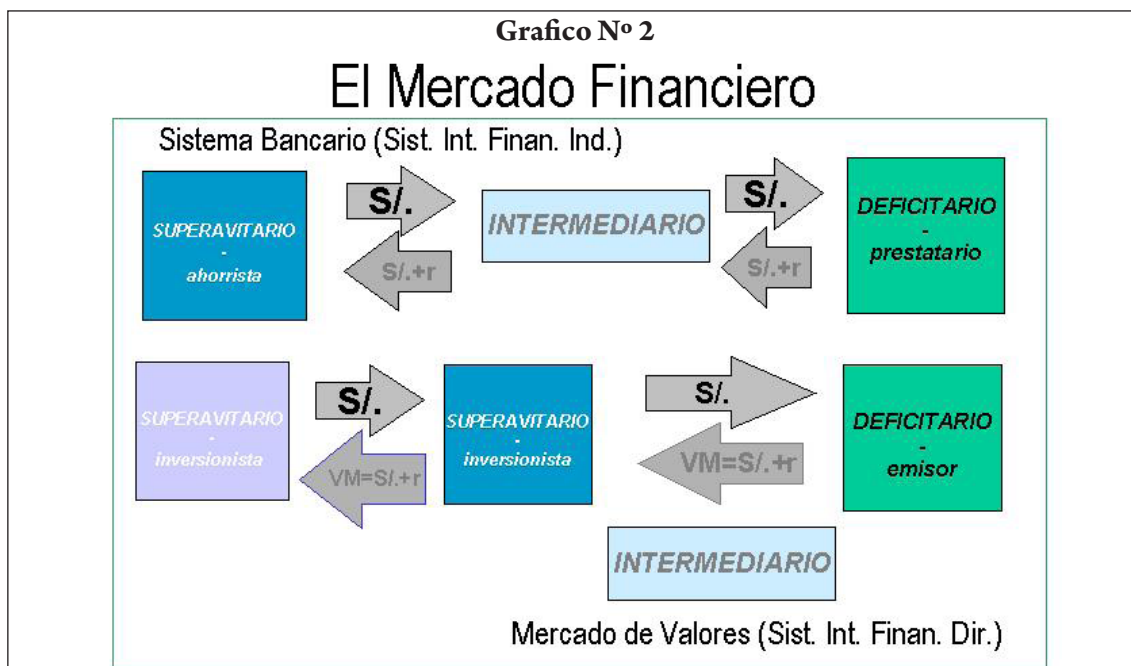 Grafico Nº 2
El Mercado Financiero
Sistema Bancario (Sist. Int. Finan. Ind.)
SUPERAVITARIO
-
ahorrista
S/.
S/.+r
INTERMEDIARIO
S/.
S/.+r
DEFICITARIO
-
prestatario
SUPERAVITARIO
-
inversionista
S/.
VM=S/.+r
SUPERAVITARIO
-
inversionista
S/.
VM=S/.+r
DEFICITARIO
-
emisor
INTERMEDIARIO
Mercado de Valores (Sist. Int. Finan. Dir.)